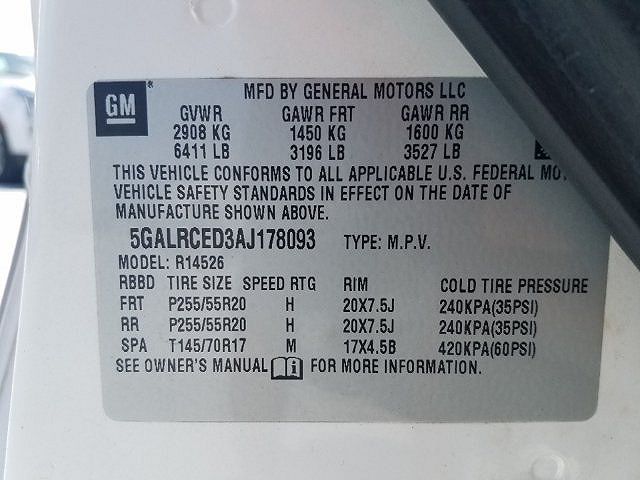 GM ®
MFD BY GENERAL MOTORS LLC
GVWR GAWR FRT GAWR RR
2908 KG 1450 KG 1600 KG
6411 LB 3196 LB 3527 LB
THIS VEHICLE CONFORMS TO ALL APPLICABLE U.S. FEDERAL
VEHICLE SAFETY STANDARDS IN EFFECT ON THE DATE OF
MANUFACTURE SHOWN ABOVE.
5GALRCED3AJ178093 TYPE: M.P.V.
MODEL: R14526
RBBD TIRE SIZE SPEED RTG RIM COLD TIRE PRESSURE
FRT P255/55R20 H 20X7.5J 240KPA(35PSI)
RR P255/55R20 H 20X7.5J 240KPA(35PSI)
SPA T145/70R17 M 17X4.5B 420KPA(60PSI)
SEE OWNER'S MANUAL i FOR MORE INFORMATION.